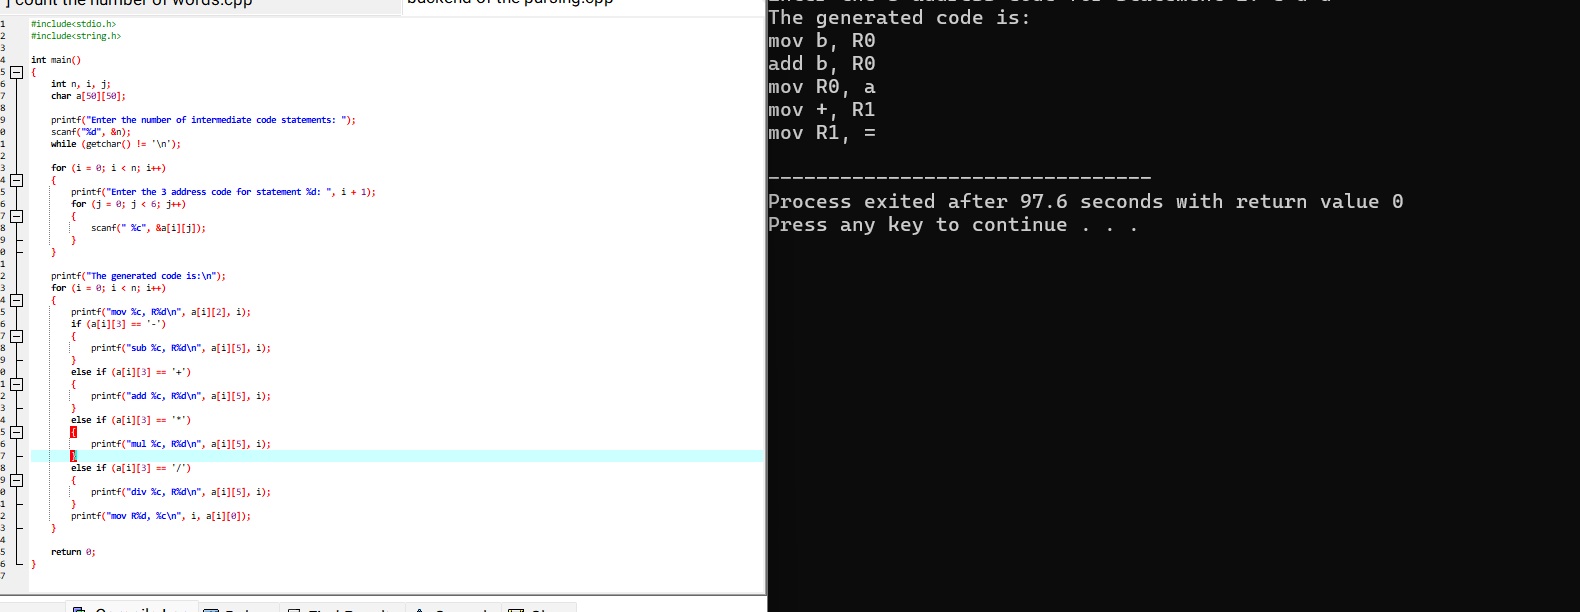 ] count the number of words.cpp
backend of the parsing.cpp
1 #include<stdio.h>
2 #include<string.h>
3
4 int main()
5 {
6 int n, i, j;
7 char a[50][50];
8
9 printf("Enter the number of intermediate code statements: ");
0 scanf("%d", &n);
1 while (getchar() != '\n');
2
3 for (i = 0; i < n; i++)
4 {
5 printf("Enter the 3 address code for statement %d: ", i + 1);
6 for (j = 0; j < 6; j++)
7 {
8 scanf(" %c", &a[i][j]);
9 }
0 }
1
2 printf("The generated code is:\n");
3 for (i = 0; i < n; i++)
4 {
5 printf("mov %c, R%d\n", a[i][2], i);
6 if (a[i][3] == '-')
7 {
8 printf("sub %c, R%d\n", a[i][5], i);
9 }
0 else if (a[i][3] == '+')
1 {
2 printf("add %c, R%d\n", a[i][5], i);
3 }
4 else if (a[i][3] == '*')
5 {
6 printf("mul %c, R%d\n", a[i][5], i);
7 }
8 else if (a[i][3] == '/')
9 {
0 printf("div %c, R%d\n", a[i][5], i);
1 }
2 printf("mov R%d, %c\n", i, a[i][0]);
3 }
4
5 return 0;
6 }
7
The generated code is:
mov b, R0
add b, R0
mov R0, a
mov +, R1
mov R1, =
--------------------------------
Process exited after 97.6 seconds with return value 0
Press any key to continue . . .